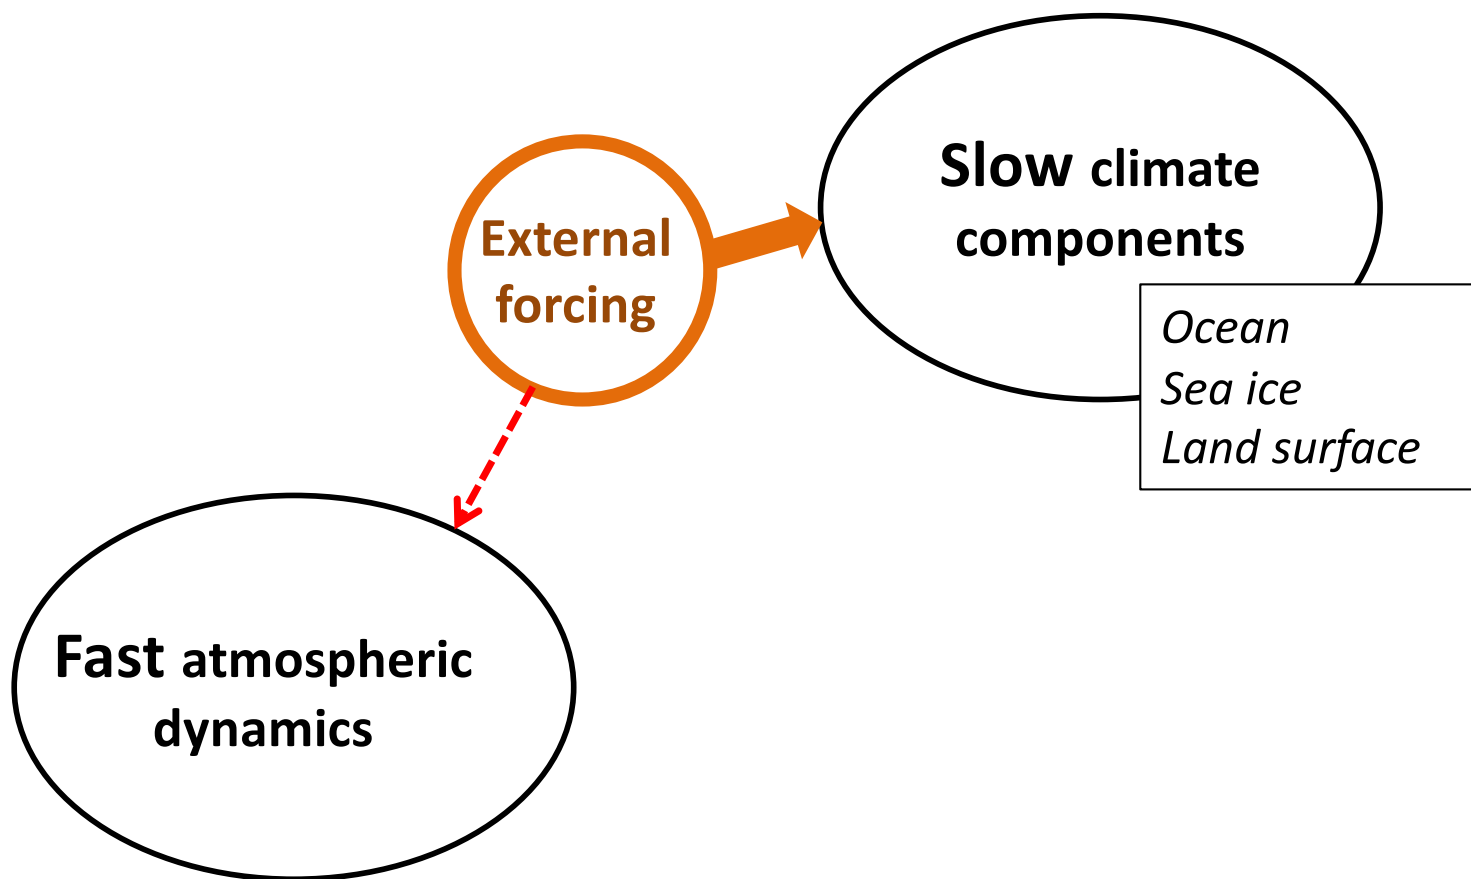 Slow climate
components
External
forcing
Ocean
Sea ice
Land surface
Fast atmospheric
dynamics